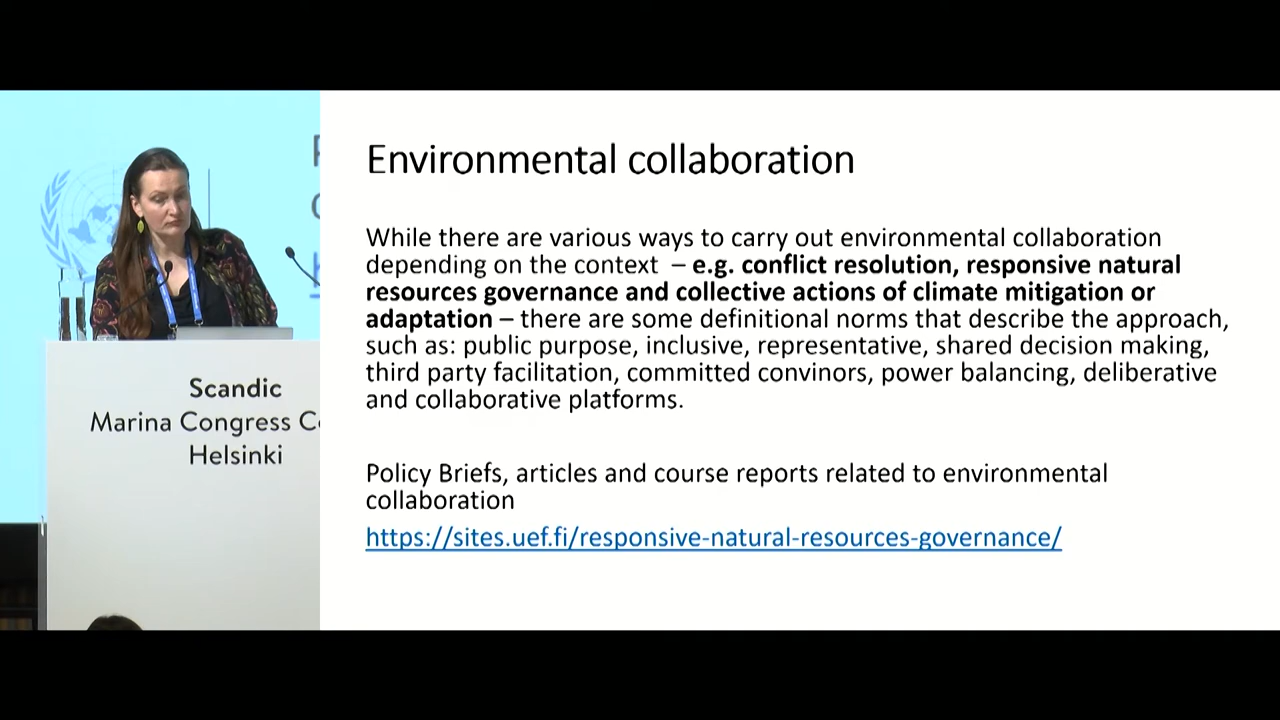 Environmental collaboration
While there are various ways to carry out environmental collaboration
depending on the context – e.g. conflict resolution, responsive natural
resources governance and collective actions of climate mitigation or
adaptation – there are some definitional norms that describe the approach,
such as: public purpose, inclusive, representative, shared decision making,
third party facilitation, committed convinors, power balancing, deliberative
and collaborative platforms.
Policy Briefs, articles and course reports related to environmental
collaboration
https://sites.uef.fi/responsive-natural-resources-governance/
Scandic
Marina Congress C
Helsinki